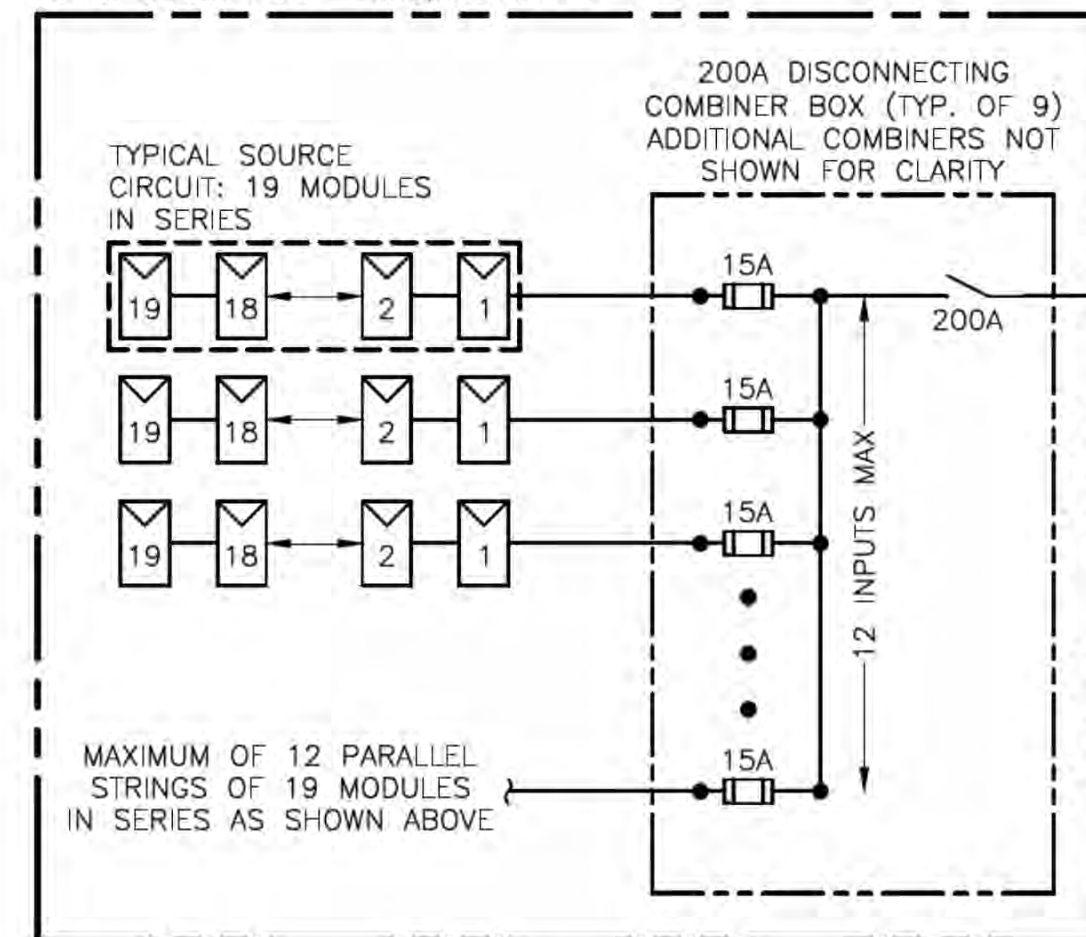 200A DISCONNECTING
COMBINER BOX (TYP. OF 9)
ADDITIONAL COMBINERS NOT
SHOWN FOR CLARITY
TYPICAL SOURCE
CIRCUIT: 19 MODULES
IN SERIES
19 18 2 1 15A 200A
19 18 2 1 15A
19 18 2 1 15A
12 INPUTS MAX
15A
MAXIMUM OF 12 PARALLEL
STRINGS OF 19 MODULES
IN SERIES AS SHOWN ABOVE